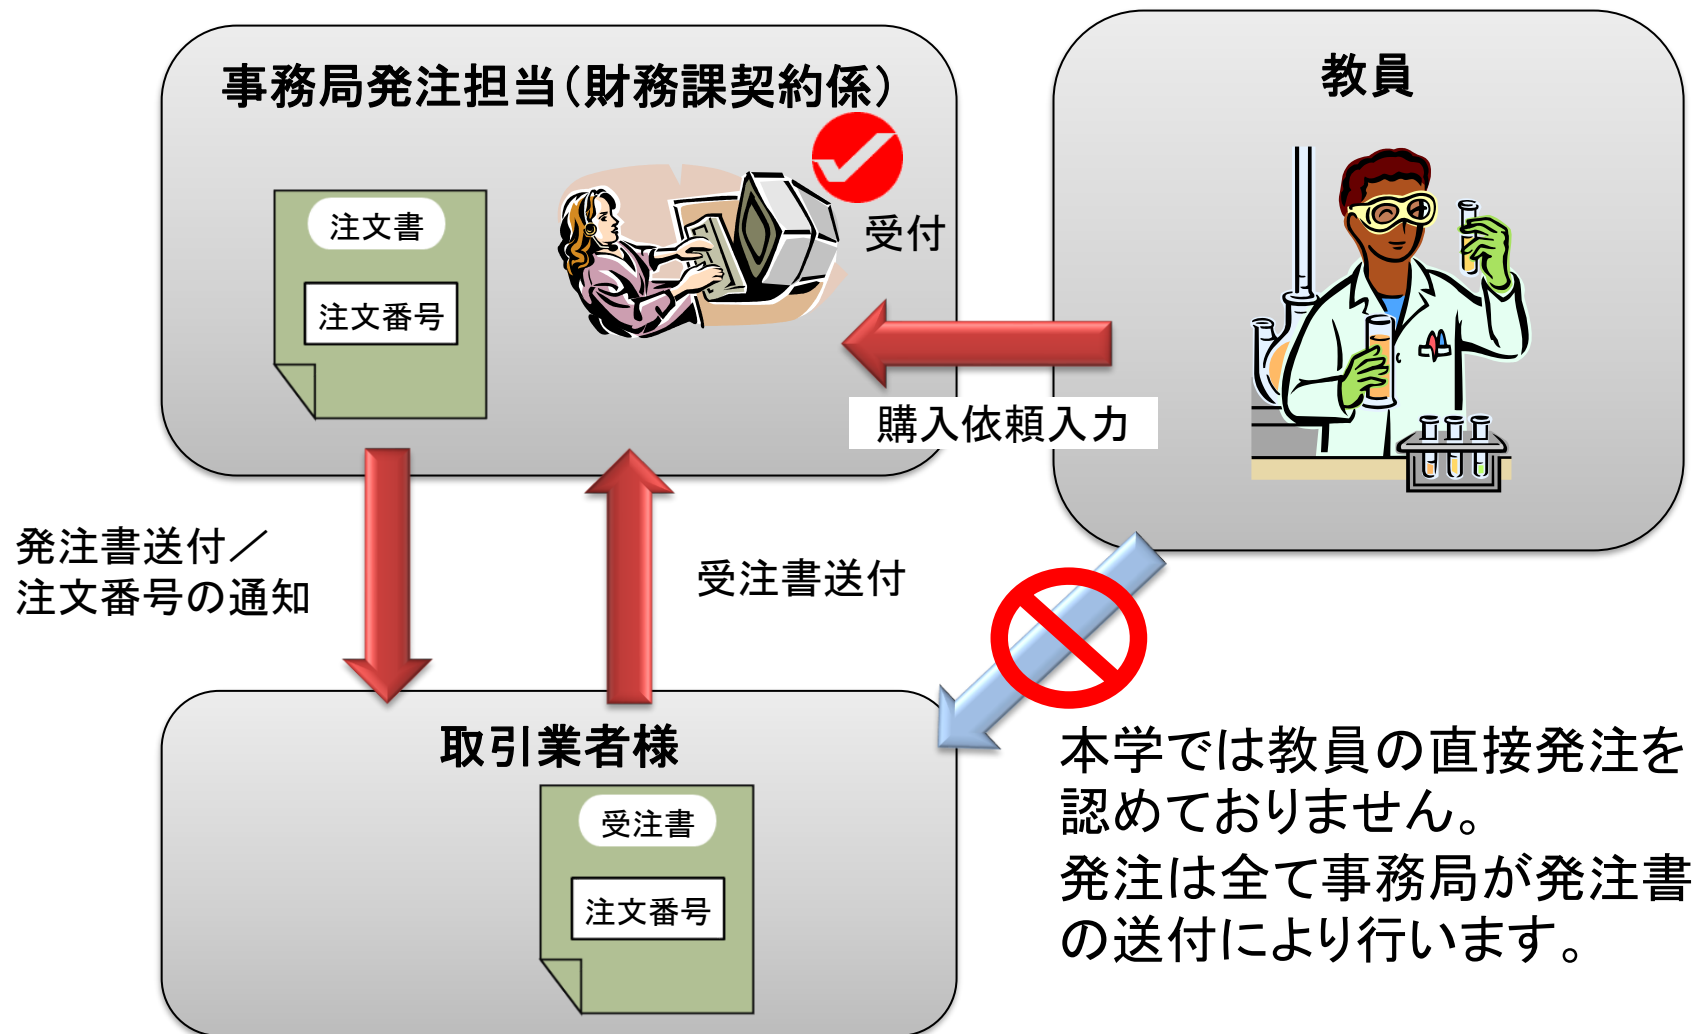 事務局発注担当（財務課契約係）
教員
注文書
注文番号
受付
購入依頼入力
発注書送付／
注文番号の通知
受注書送付
取引業者様
受注書
注文番号
本学では教員の直接発注を
認めておりません。
発注は全て事務局が発注書
の送付により行います。